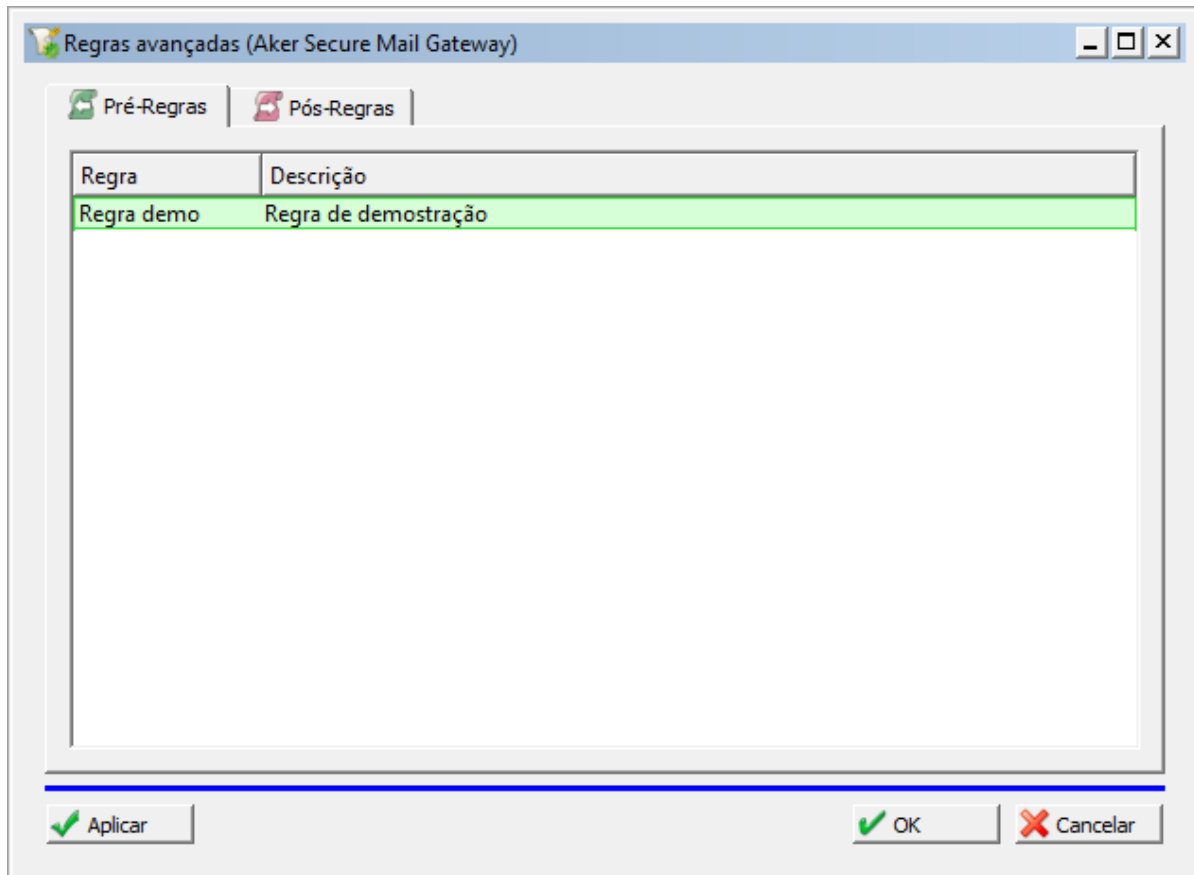 Regras avançadas (Aker Secure Mail Gateway)
Pré-Regras Pós-Regras
Regra Descrição
Regra demo Regra de demostração
Aplicar OK Cancelar